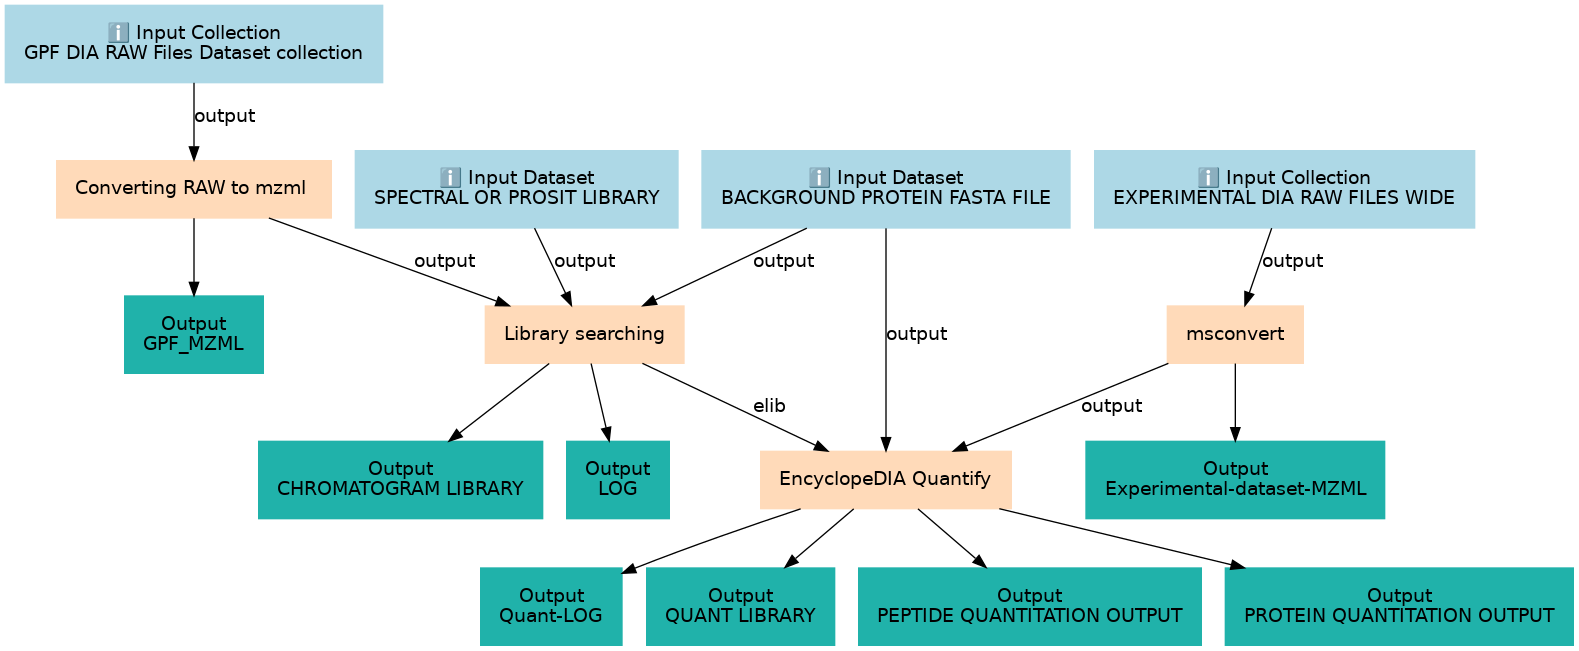 ℹ️ Input Collection
GPF DIA RAW Files Dataset collection
output
Converting RAW to mzml
ℹ️ Input Dataset
SPECTRAL OR PROSIT LIBRARY
ℹ️ Input Dataset
BACKGROUND PROTEIN FASTA FILE
ℹ️ Input Collection
EXPERIMENTAL DIA RAW FILES WIDE
output
output
output
output
Output
GPF_MZML
Library searching
output
msconvert
elib
output
Output
CHROMATOGRAM LIBRARY
Output
LOG
EncyclopeDIA Quantify
Output
Experimental-dataset-MZML
Output
Quant-LOG
Output
QUANT LIBRARY
Output
PEPTIDE QUANTITATION OUTPUT
Output
PROTEIN QUANTITATION OUTPUT